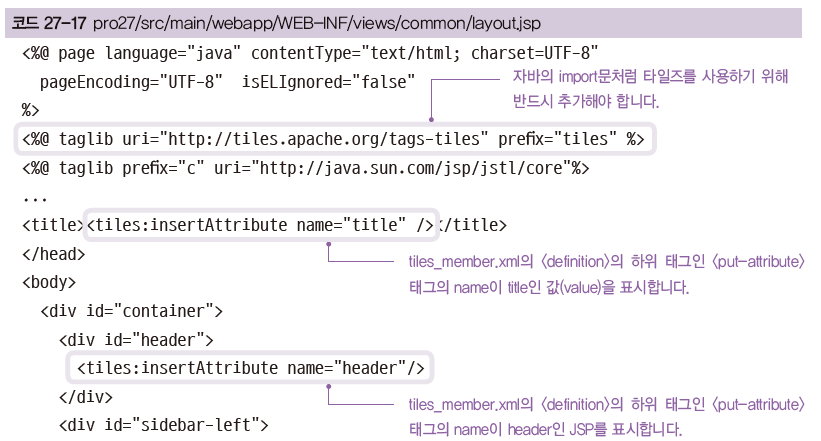 코드 27-17 pro27/src/main/webapp/WEB-INF/views/common/layout.jsp
<%@ page language="java" contentType="text/html; charset=UTF-8"
pageEncoding="UTF-8" isELIgnored="false"
%>
자바의 import문처럼 타일즈를 사용하기 위해
반드시 추가해야 합니다.
<%@ taglib uri="http://tiles.apache.org/tags-tiles" prefix="tiles" %>
<%@ taglib prefix="c" uri="http://java.sun.com/jsp/jstl/core"%>
...
<title><tiles:insertAttribute name="title" /></title>
</head>
tiles_member.xml의 <definition>의 하위 태그인 <put-attribute>
태그의 name이 title인 값(value)을 표시합니다.
<body>
<div id="container">
<div id="header">
<tiles:insertAttribute name="header"/>
</div>
tiles_member.xml의 <definition>의 하위 태그인 <put-attribute>
태그의 name이 header인 JSP를 표시합니다.
<div id="sidebar-left">